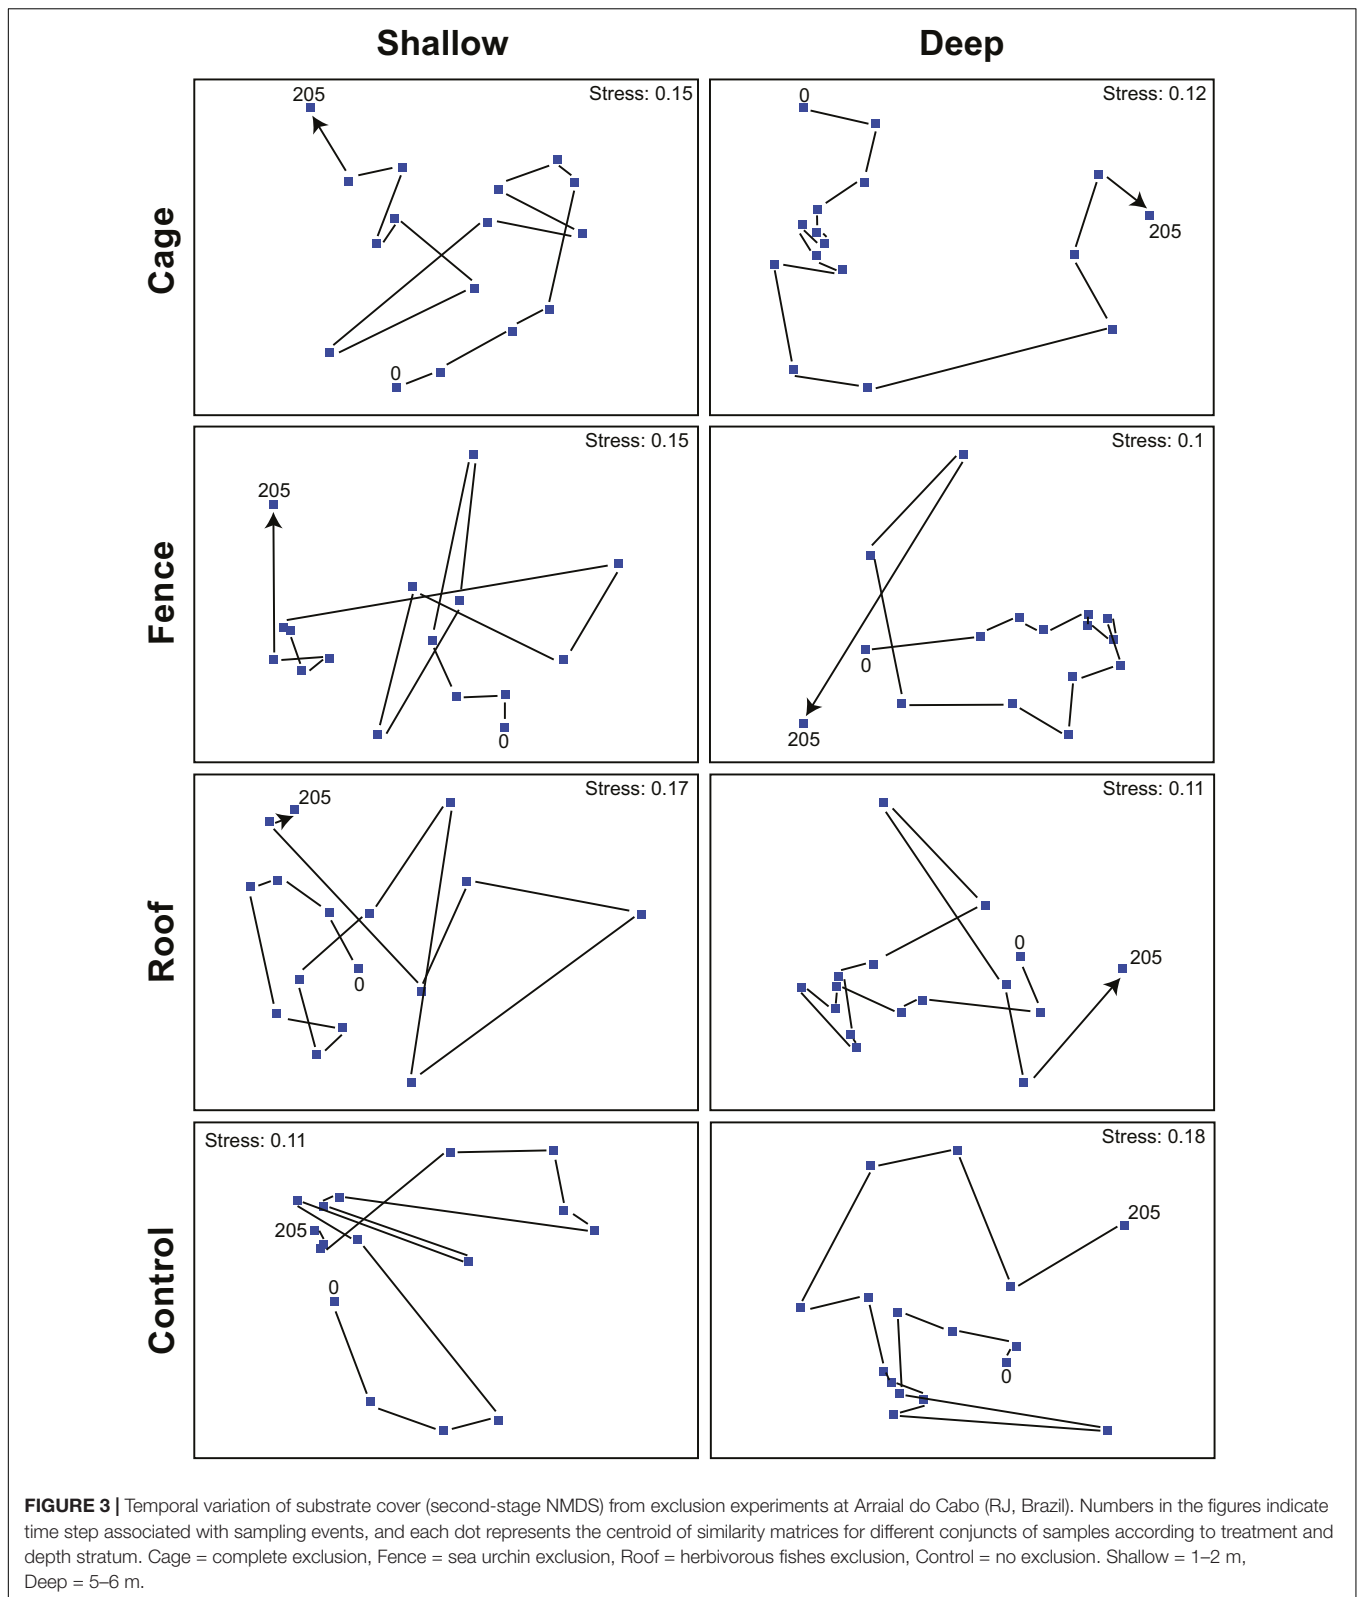 Shallow Deep
Cage
205
Stress: 0.15
0
0
Stress: 0.12
205
Fence
Stress: 0.15
205
0
Stress: 0.1
0
205
Roof
Stress: 0.17
205
0
Stress: 0.11
0
205
Control
Stress: 0.11
205
0
Stress: 0.18
205
0
FIGURE 3 | Temporal variation of substrate cover (second-stage NMDS) from exclusion experiments at Arraial do Cabo (RJ, Brazil). Numbers in the figures indicate
time step associated with sampling events, and each dot represents the centroid of similarity matrices for different conjuncts of samples according to treatment and
depth stratum. Cage = complete exclusion, Fence = sea urchin exclusion, Roof = herbivorous fishes exclusion, Control = no exclusion. Shallow = 1–2 m,
Deep = 5–6 m.